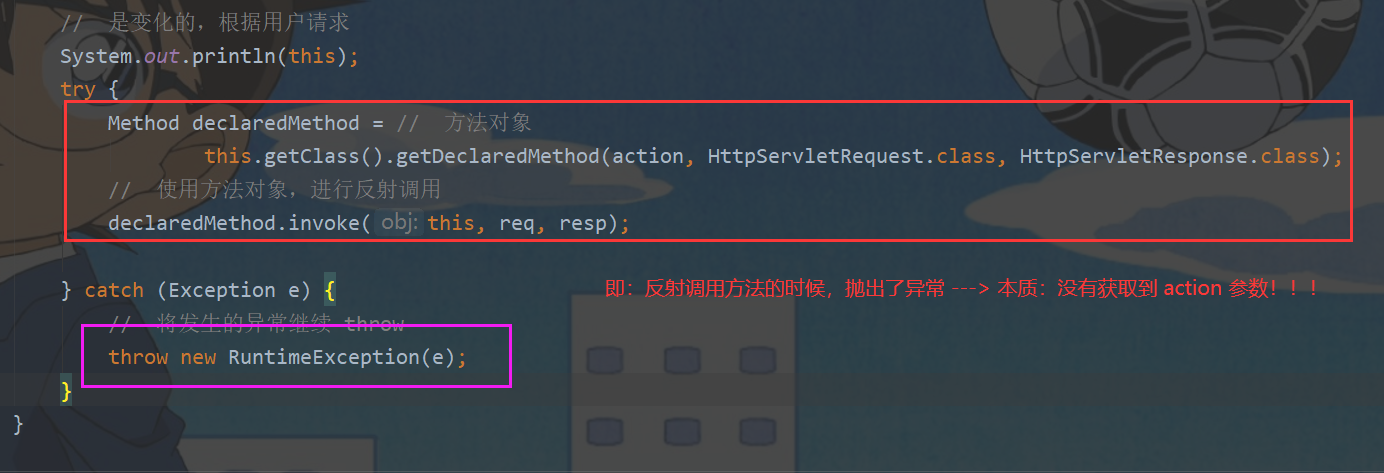 //  是变化的，根据用户请求
System.out.println(this);
try {
Method declaredMethod = //  方法对象
this.getClass().getDeclaredMethod(action, HttpServletRequest.class, HttpServletResponse.class);
//  使用方法对象，进行反射调用
declaredMethod.invoke( obj: this, req, resp);
} catch (Exception e) {
即：反射调用方法的时候，抛出了异常 ---> 本质：没有获取到 action 参数！！！
//  将发生的异常继续 throw
throw new RuntimeException(e);
}
}